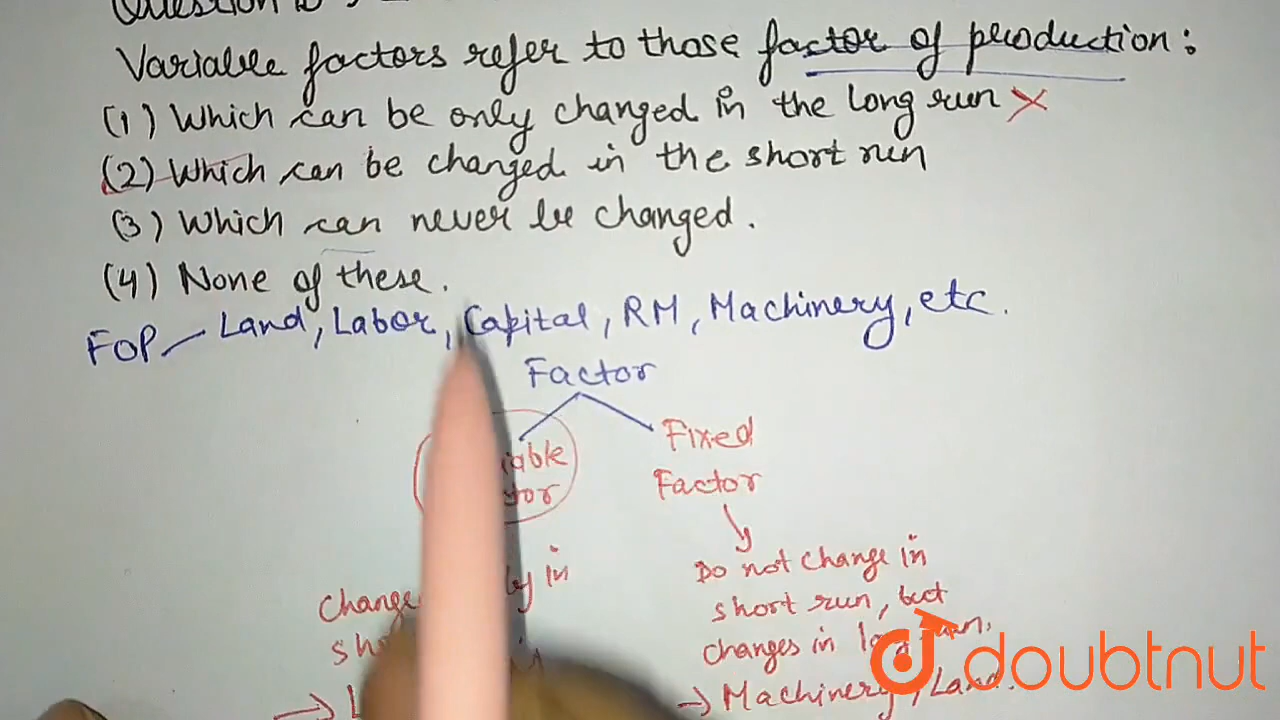 Variable factors refer to those factor of production:
(1) Which can be only changed in the long run ×
(2) Which can be changed in the short run
(3) Which can never be changed.
(4) None of these.
FOP - Land, Labor, Capital, RM, Machinery, etc.
Factor
Fixed
Factor
Do not change in
short run, but
changes in
→ Machinery, Land.
doubtnut